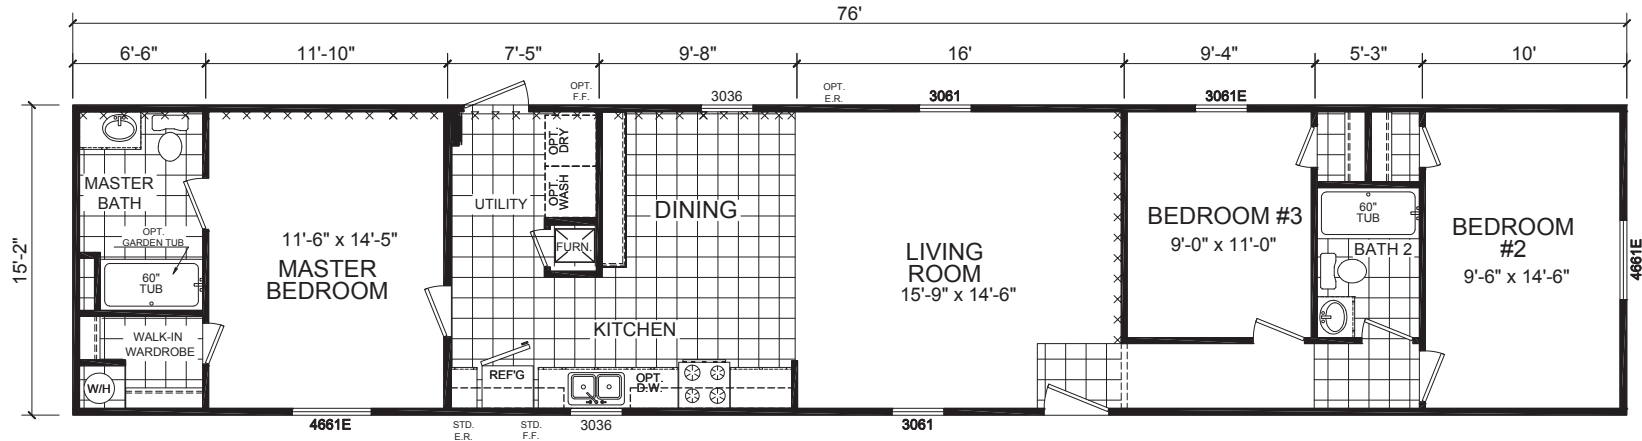 76'
6'-6"
11'-10"
7'-5"
9'-8"
16'
9'-4"
5'-3"
10'
OPT.
F.F.
3036
OPT.
E.R.
3061
3061E
15'-2"
MASTER
BATH
OPT.
GARDEN TUB
60"
TUB
WALK-IN
WARDROBE
W/H
11'-6" x 14'-5"
MASTER
BEDROOM
UTILITY
OPT.
DRY
OPT.
WASH
FURN.
DINING
KITCHEN
REF'G
OPT.
D.W.
LIVING
ROOM
15'-9" x 14'-6"
BEDROOM #3
9'-0" x 11'-0"
60"
TUB
BATH 2
BEDROOM
#2
9'-6" x 14'-6"
4661E
4661E
STD.
E.R.
STD.
F.F.
3036
3061